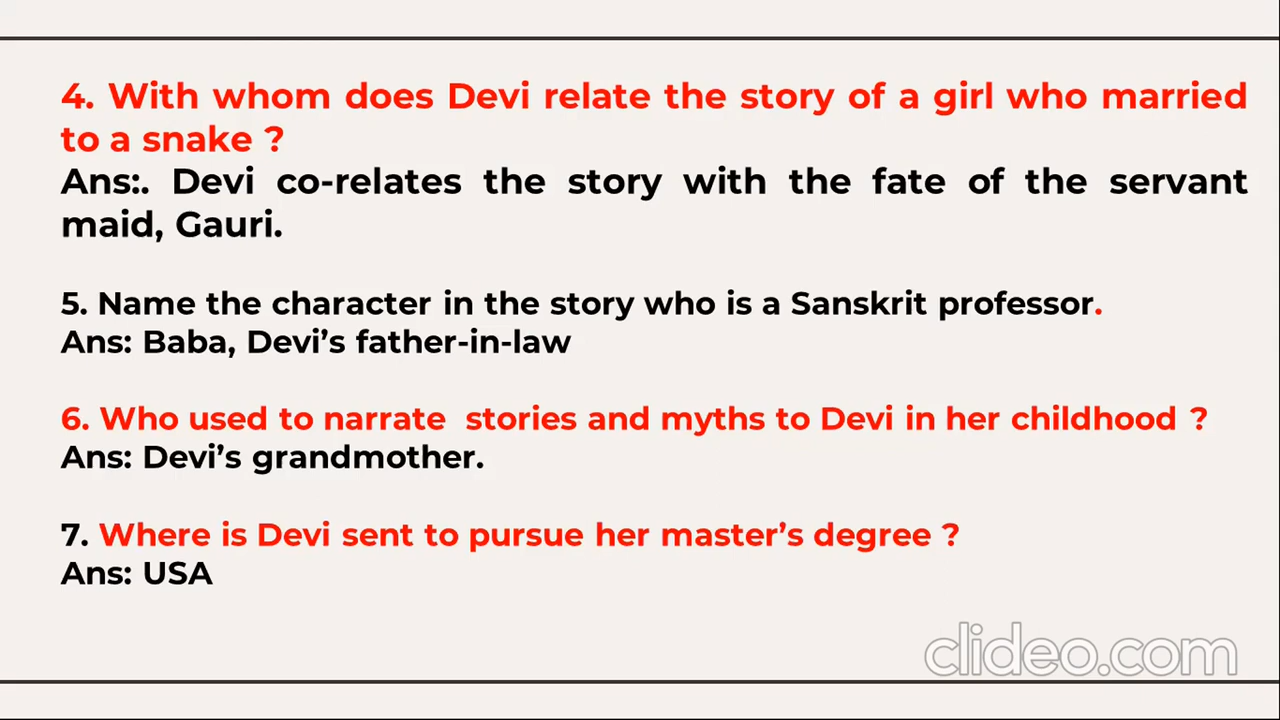 4. With whom does Devi relate the story of a girl who married
to a snake ?
Ans:. Devi co-relates the story with the fate of the servant
maid, Gauri.
5. Name the character in the story who is a Sanskrit professor.
Ans: Baba, Devi’s father-in-law
6. Who used to narrate  stories and myths to Devi in her childhood ?
Ans: Devi’s grandmother.
7. Where is Devi sent to pursue her master’s degree ?
Ans: USA
clideo.com